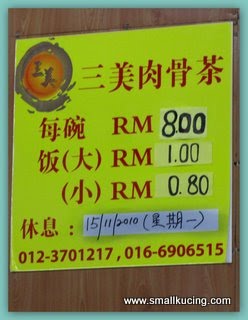 三美
三美肉骨茶
每碗 RM 8.00
饭(大) RM 1.00
(小) RM 0.80
休息: 15/11/2010 (星期一)
012-3701217, 016-6906515
www.smallkucing.com